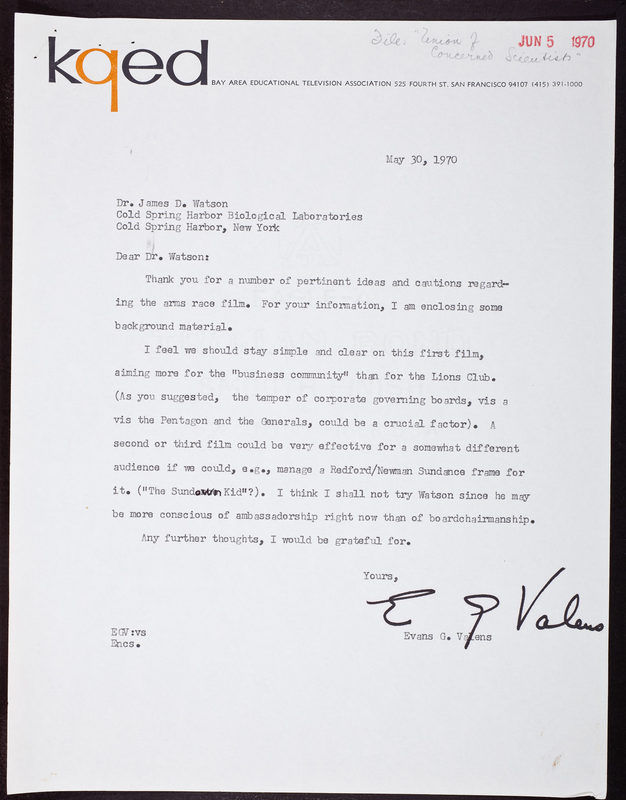 File: "Union of
Concerned Scientists"
JUN 5 1970
kqed
BAY AREA EDUCATIONAL TELEVISION ASSOCIATION 525 FOURTH ST. SAN FRANCISCO 94107 (415) 391-1000
May 30, 1970
Dr. James D. Watson
Cold Spring Harbor Biological Laboratories
Cold Spring Harbor, New York
Dear Dr. Watson:
Thank you for a number of pertinent ideas and cautions regard-
ing the arms race film. For your information, I am enclosing some
background material.
I feel we should stay simple and clear on this first film,
aiming more for the "business community" than for the Lions Club.
(As you suggested, the temper of corporate governing boards, vis a
vis the Pentagon and the Generals, could be a crucial factor). A
second or third film could be very effective for a somewhat different
audience if we could, e.g., manage a Redford/Newman Sundance frame for
it. ("The Sundown Kid"?). I think I shall not try Watson since he may
be more conscious of ambassadorship right now than of boardchairmanship.
Any further thoughts, I would be grateful for.
Yours,
E G Valens
Evans G. Valens
EGV:vs
Encs.